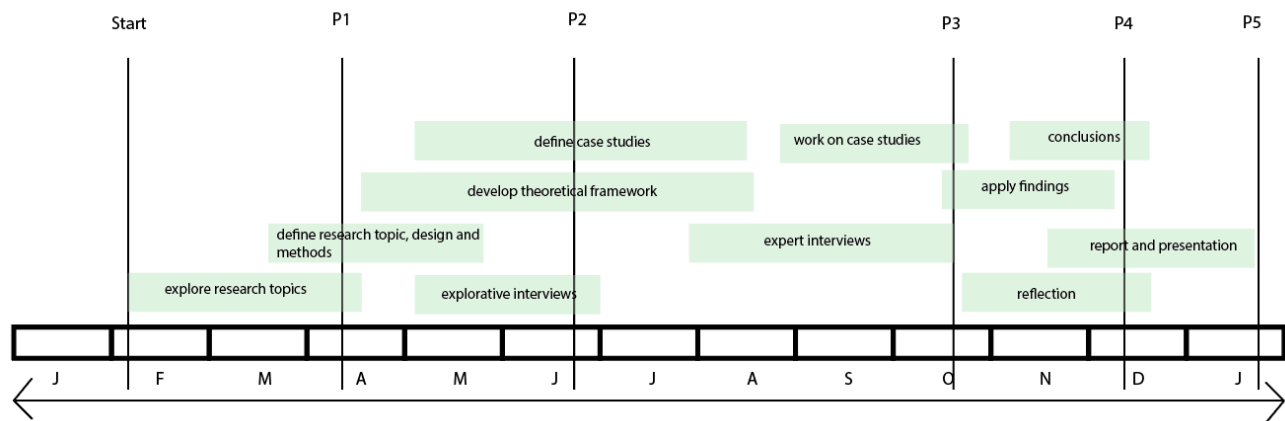 Start
P1
P2
P3
P4
P5
define case studies
work on case studies
conclusions
develop theoretical framework
apply findings
define research topic, design and
methods
expert interviews
report and presentation
explore research topics
explorative interviews
reflection
J F M A M J J A S O N D J